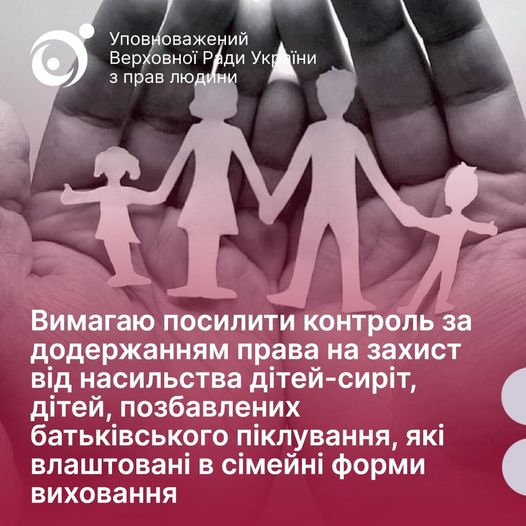 Уповноважений
Верховної Ради України
з прав людини
Вимагаю посилити контроль за
додержанням права на захист
від насильства дітей-сиріт,
дітей, позбавлених
батьківського піклування, які
влаштовані в сімейні форми
виховання